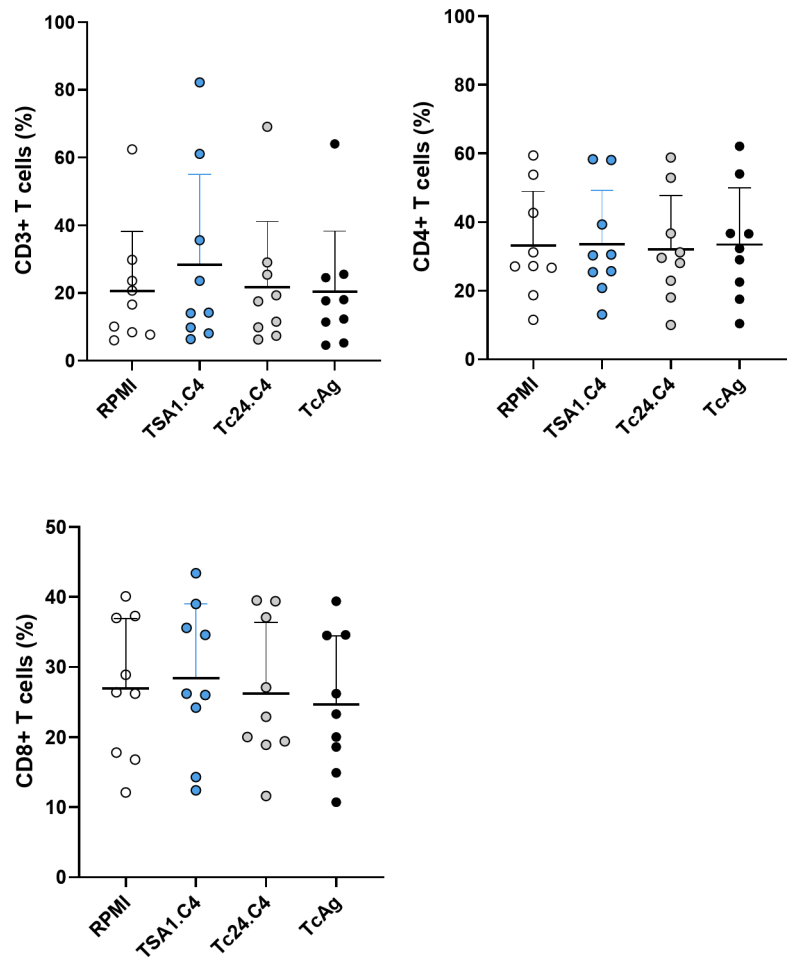 CD3+ T cells (%)
100
80
60
40
20
0
RPMI
TSA1.C4
Tc24.C4
TcAg
CD4+ T cells (%)
100
80
60
40
20
0
RPMI
TSA1.C4
Tc24.C4
TcAg
CD8+ T cells (%)
50
40
30
20
10
0
RPMI
TSA1.C4
Tc24.C4
TcAg